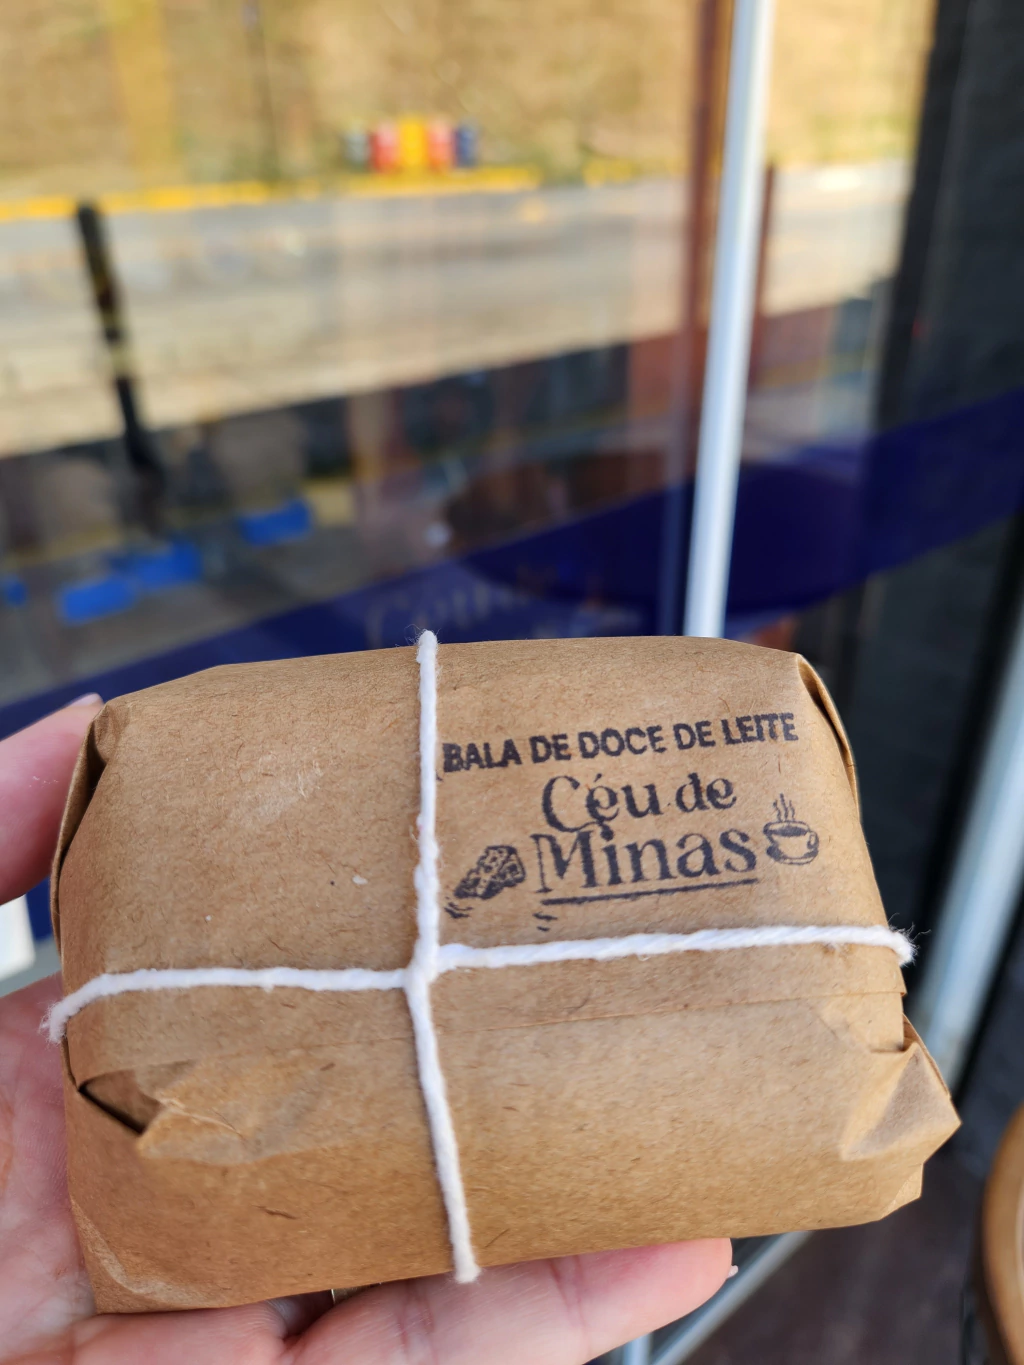 BALA DE DOCE DE LEITE
Céu de
Minas